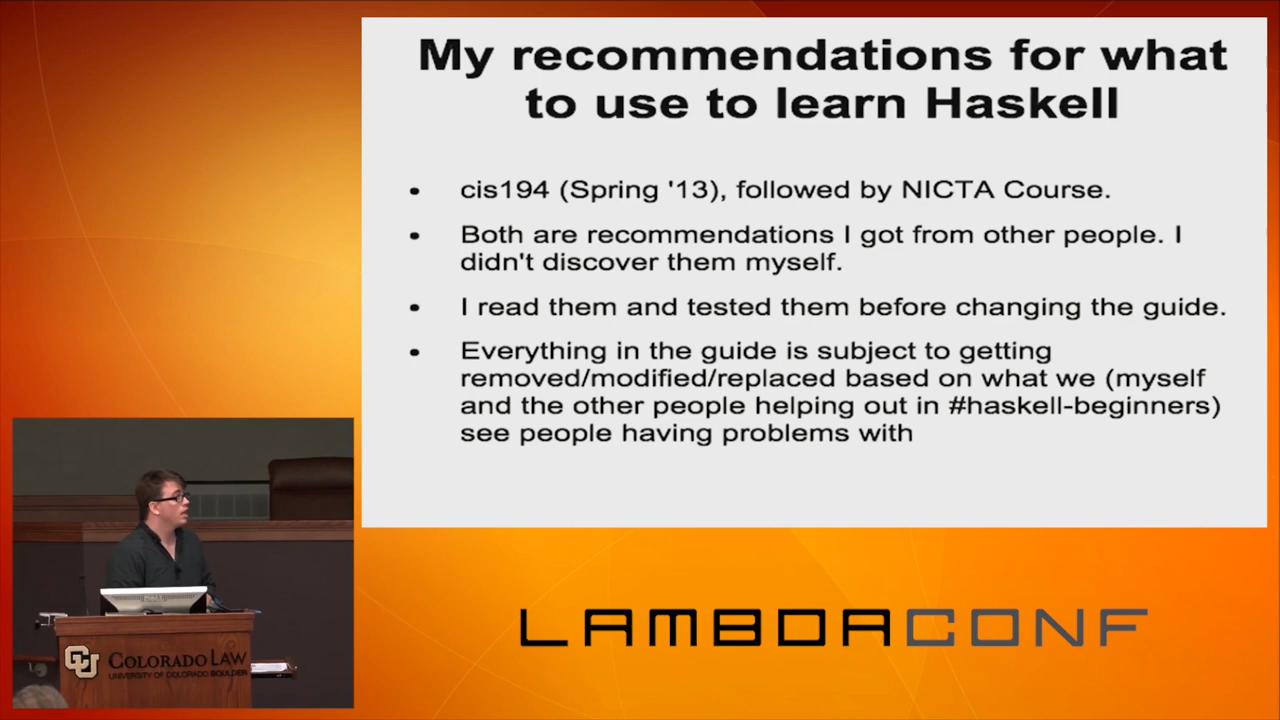 My recommendations for what
to use to learn Haskell
• cis194 (Spring '13), followed by NICTA Course.
• Both are recommendations I got from other people. I
didn't discover them myself.
• I read them and tested them before changing the guide.
• Everything in the guide is subject to getting
removed/modified/replaced based on what we (myself
and the other people helping out in #haskell-beginners)
see people having problems with
LAMBDACONF
CU COLORADO LAW
UNIVERSITY OF COLORADO BOULDER